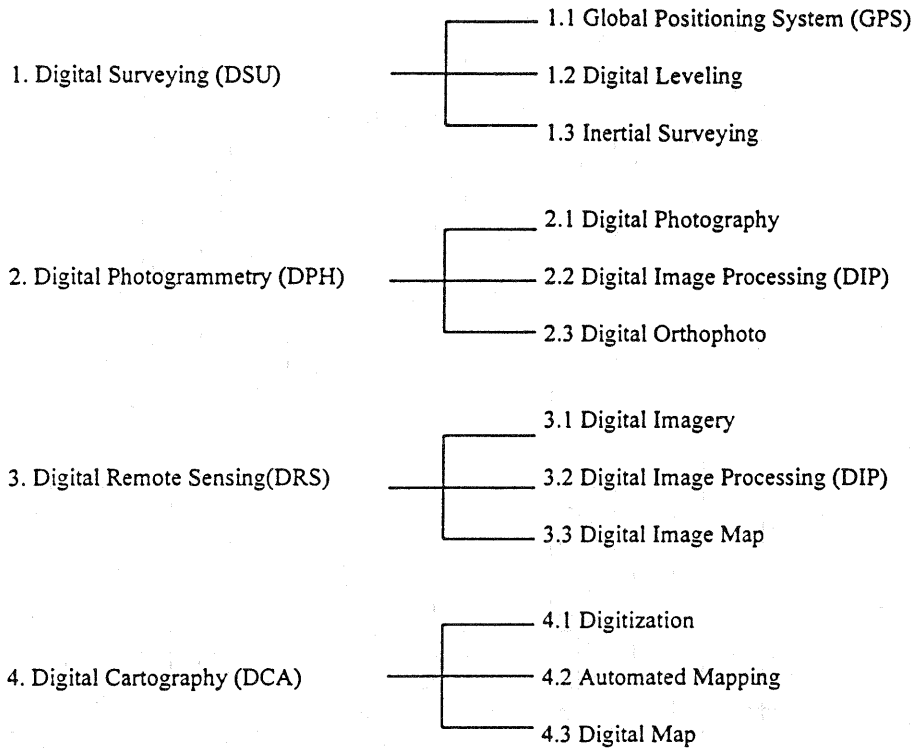 1. Digital Surveying (DSU)
1.1 Global Positioning System (GPS)
1.2 Digital Leveling
1.3 Inertial Surveying
2. Digital Photogrammetry (DPH)
2.1 Digital Photography
2.2 Digital Image Processing (DIP)
2.3 Digital Orthophoto
3. Digital Remote Sensing(DRS)
3.1 Digital Imagery
3.2 Digital Image Processing (DIP)
3.3 Digital Image Map
4. Digital Cartography (DCA)
4.1 Digitization
4.2 Automated Mapping
4.3 Digital Map